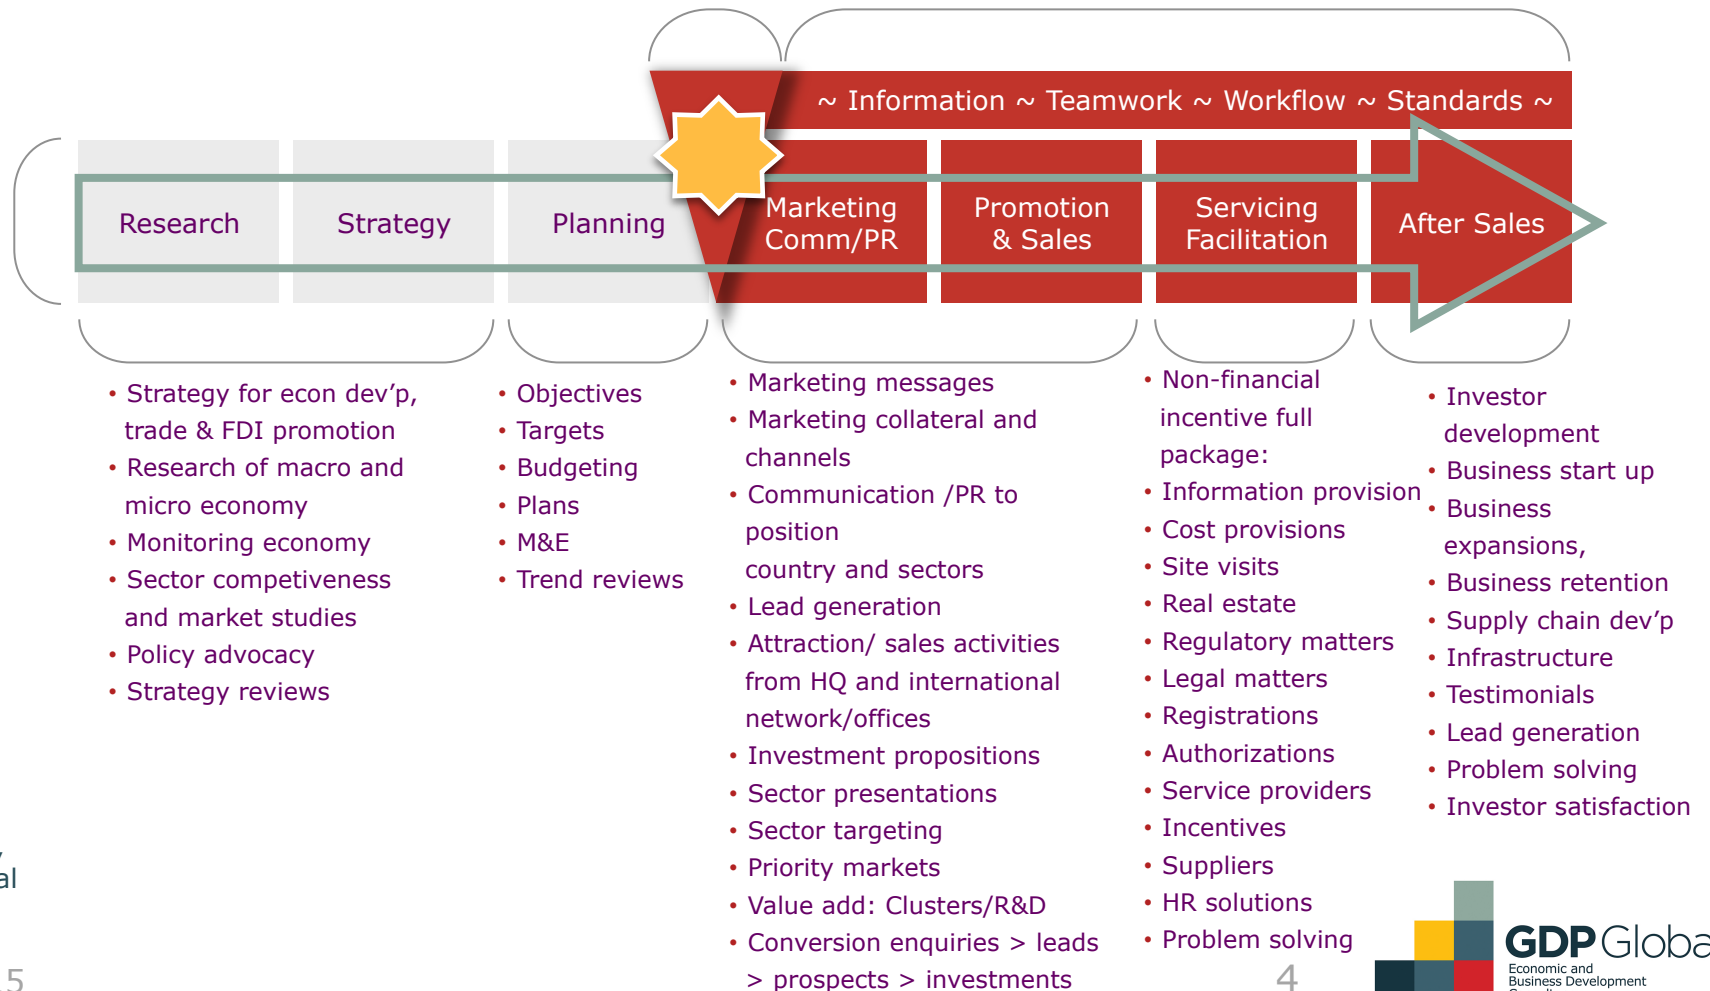 ~ Information ~ Teamwork ~ Workflow ~ Standards ~
Research
Strategy
Planning
Marketing
Comm/PR
Promotion
& Sales
Servicing
Facilitation
After Sales
• Strategy for econ dev’p,
trade & FDI promotion
• Research of macro and
micro economy
• Monitoring economy
• Sector competiveness
and market studies
• Policy advocacy
• Strategy reviews
• Objectives
• Targets
• Budgeting
• Plans
• M&E
• Trend reviews
• Marketing messages
• Marketing collateral and
channels
• Communication /PR to
position
country and sectors
• Lead generation
• Attraction/ sales activities
from HQ and international
network/offices
• Investment propositions
• Sector presentations
• Sector targeting
• Priority markets
• Value add: Clusters/R&D
• Conversion enquiries > leads
> prospects > investments
• Non-financial
incentive full
package:
• Information provision
• Cost provisions
• Site visits
• Real estate
• Regulatory matters
• Legal matters
• Registrations
• Authorizations
• Service providers
• Incentives
• Suppliers
• HR solutions
• Problem solving
• Investor
development
• Business start up
• Business
expansions,
• Business retention
• Supply chain dev’p
• Infrastructure
• Testimonials
• Lead generation
• Problem solving
• Investor satisfaction
al
.5
4
GDP Globa
Economic and
Business Development